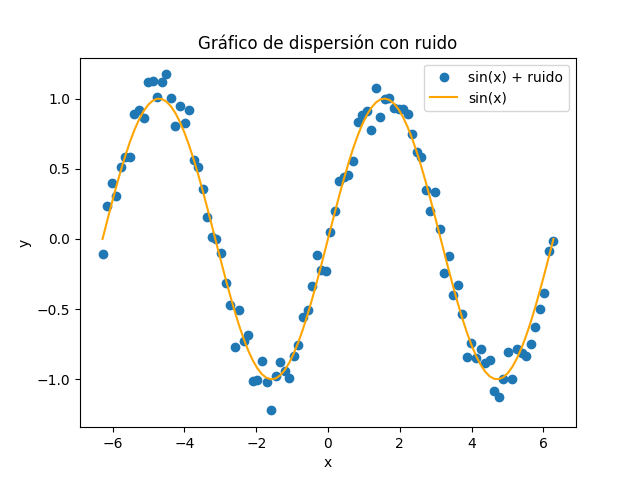 Gráfico de dispersión con ruido
sin(x) + ruido
sin(x)
y
1.0
0.5
0.0
−0.5
−1.0
−6 −4 −2 0 2 4 6
x